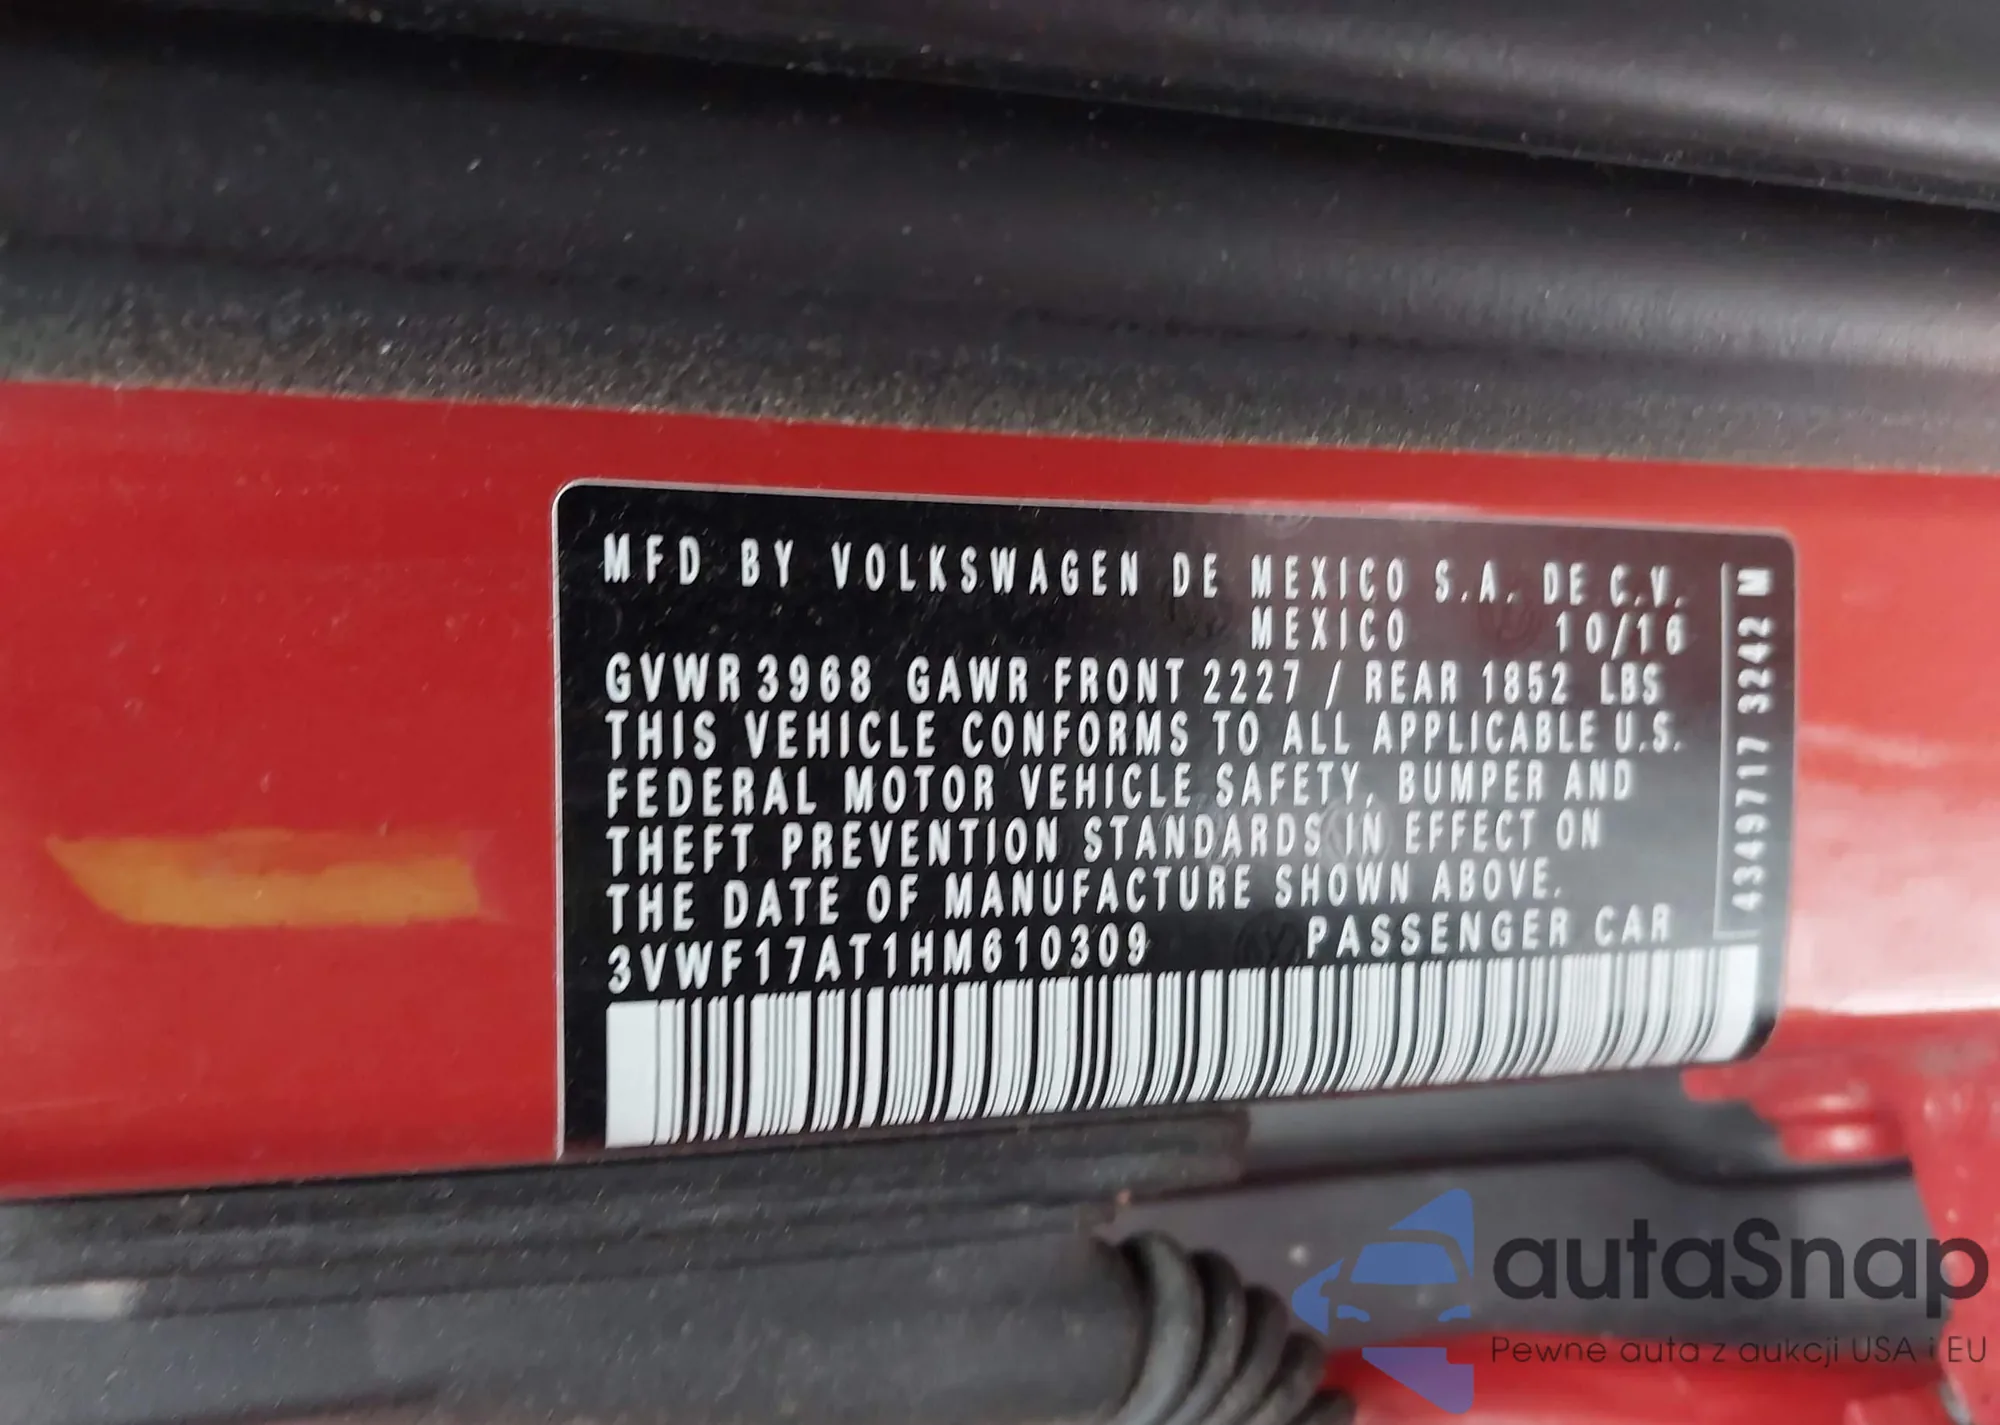 MFD BY VOLKSWAGEN DE MEXICO S.A. DE C.V.
MEXICO 10/16
GVWR 3968 GAWR FRONT 2227 / REAR 1852 LBS
THIS VEHICLE CONFORMS TO ALL APPLICABLE U.S.
FEDERAL MOTOR VEHICLE SAFETY, BUMPER AND
THEFT PREVENTION STANDARDS IN EFFECT ON
THE DATE OF MANUFACTURE SHOWN ABOVE.
3VWF17AT1HM610309 PASSENGER CAR
4349717 3242 M
autaSnap
Pewne auta z aukcji USA i EU